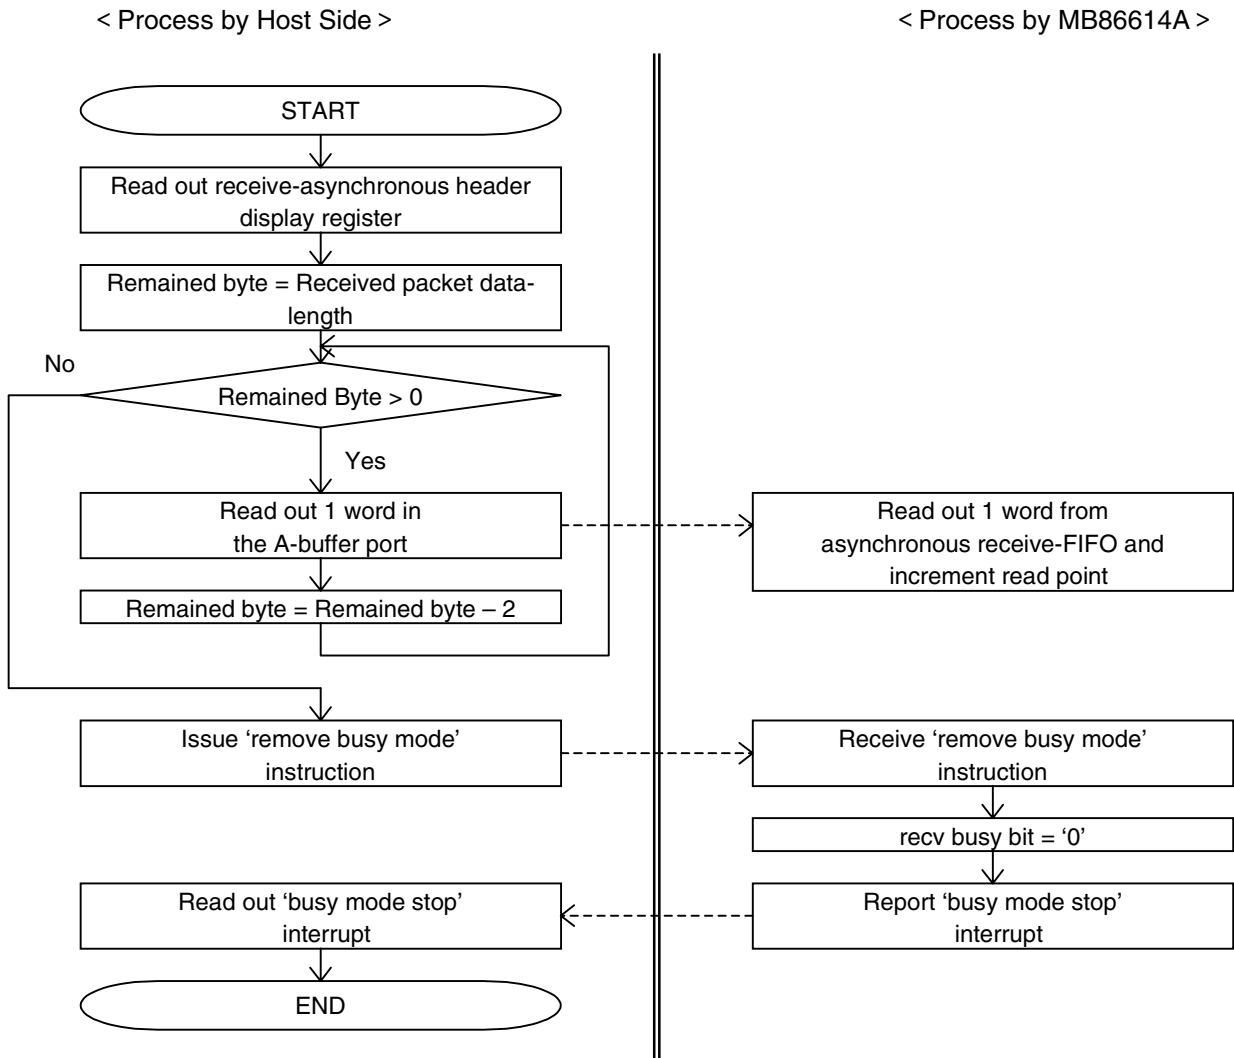 < Process by Host Side >
< Process by MB86614A >
START
Read out receive-asynchronous header
display register
Remained byte = Received packet data-
length
No
Remained Byte > 0
Yes
Read out 1 word in
the A-buffer port
Read out 1 word from
asynchronous receive-FIFO and
increment read point
Remained byte = Remained byte – 2
Issue ‘remove busy mode’
instruction
Receive ‘remove busy mode’
instruction
recv busy bit = ‘0’
Read out ‘busy mode stop’
interrupt
Report ‘busy mode stop’
interrupt
END